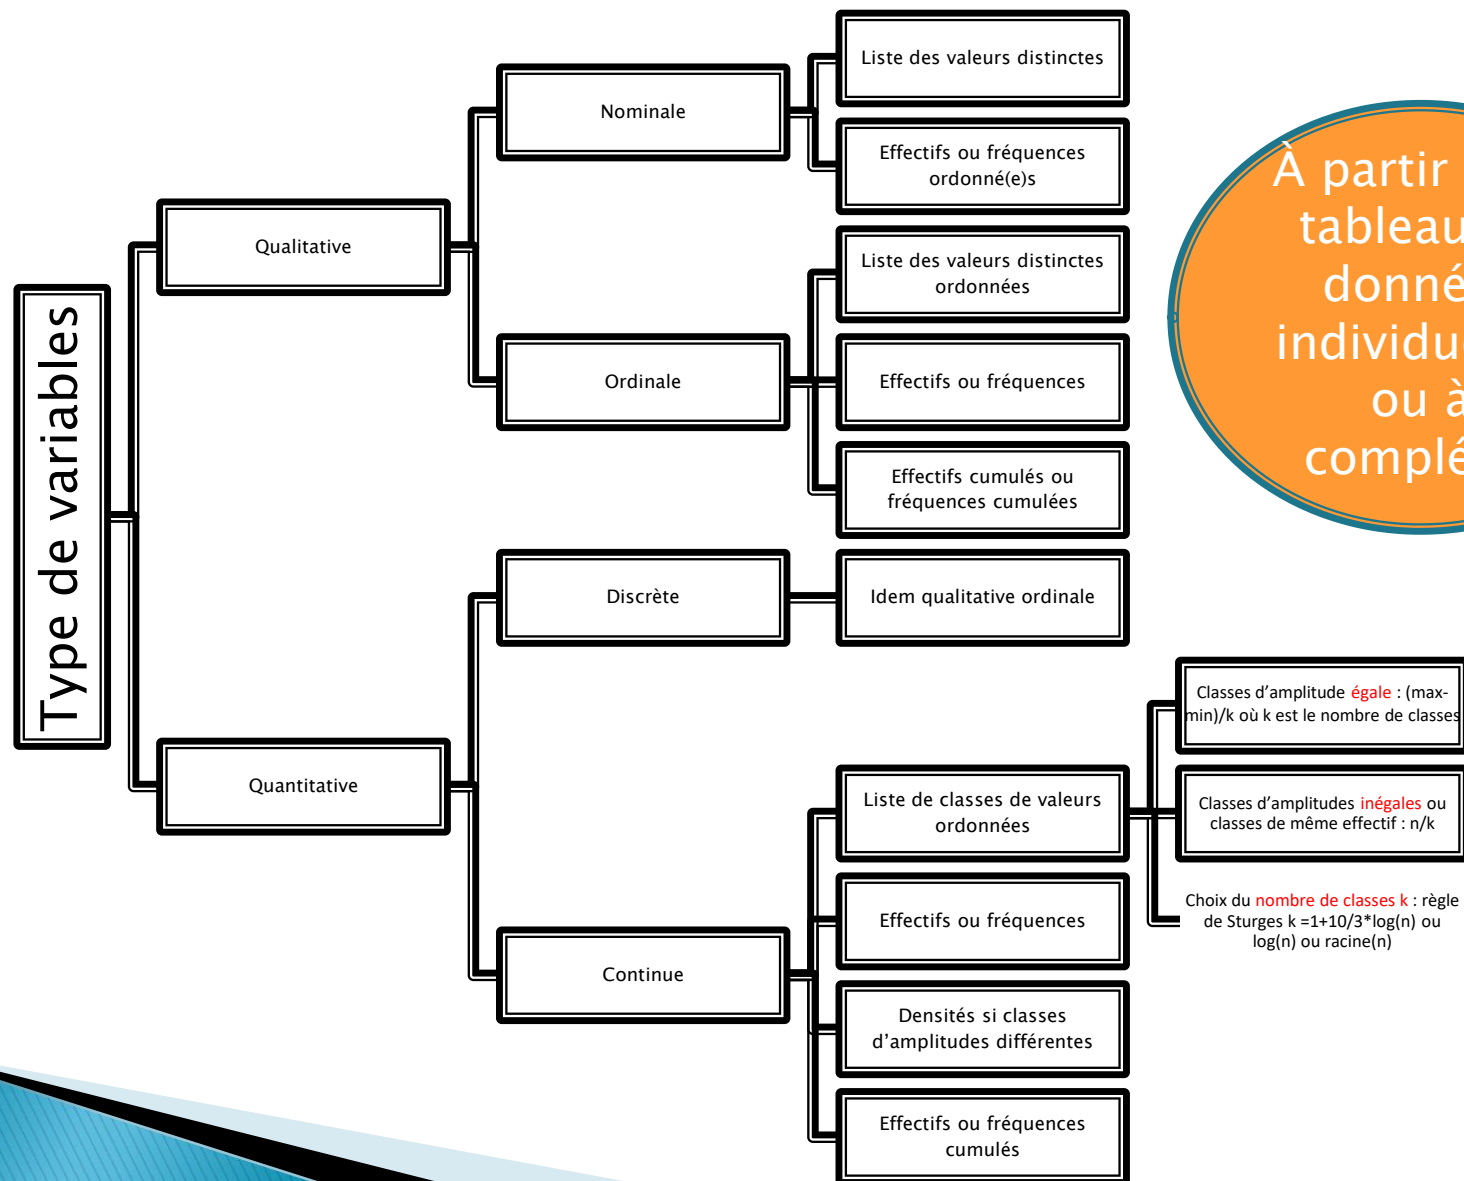 Type de variables
Qualitative
Nominale
Liste des valeurs distinctes
Effectifs ou fréquences
ordonné(e)s
Ordinale
Liste des valeurs distinctes
ordonnées
Effectifs ou fréquences
Effectifs cumulés ou
fréquences cumulées
Quantitative
Discrète
Idem qualitative ordinale
Continue
Liste de classes de valeurs
ordonnées
Classes d’amplitude égale : (max-
min)/k où k est le nombre de classes
Classes d’amplitudes inégales ou
classes de même effectif : n/k
Choix du nombre de classes k : règle
de Sturges k =1+10/3*log(n) ou
log(n) ou racine(n)
Effectifs ou fréquences
Densités si classes
d’amplitudes différentes
Effectifs ou fréquences
cumulés
À partir
tableau
ou à